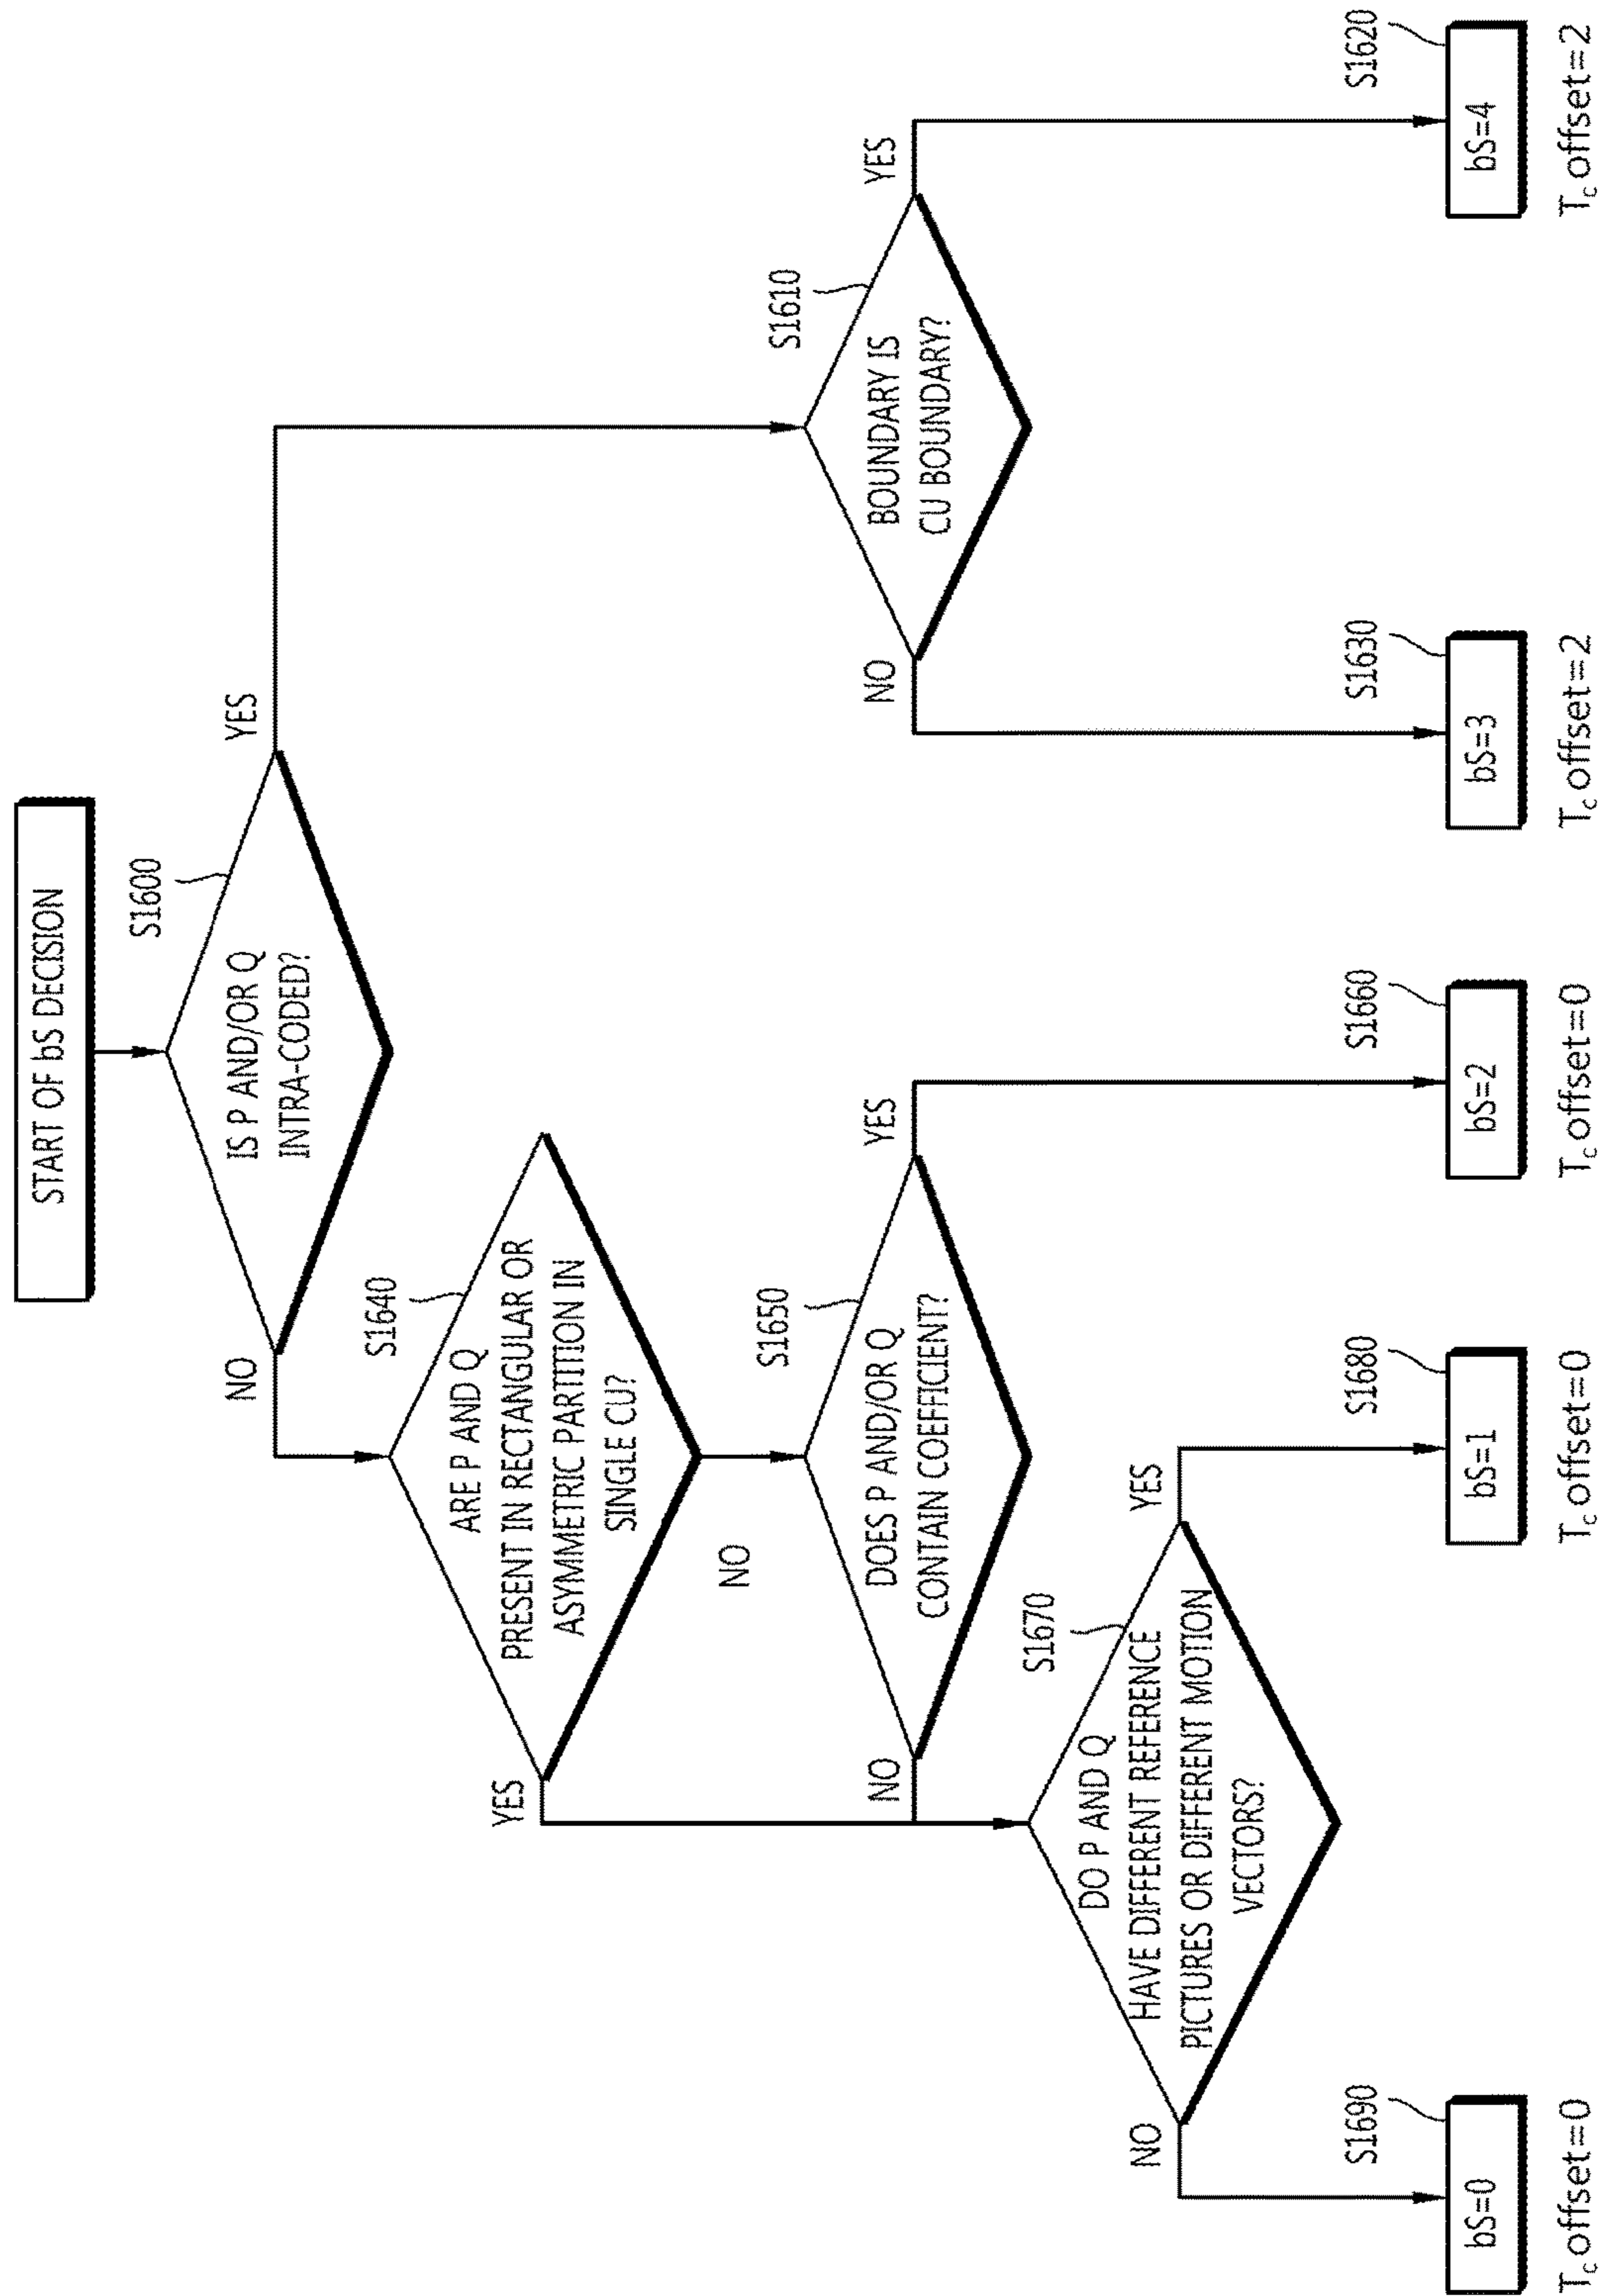 START OF bS DECISION
S1600
IS P AND/OR Q
INTRA-CODED?
NO
YES
S1640
ARE P AND Q
PRESENT IN RECTANGULAR OR
ASYMMETRIC PARTITION IN
SINGLE CU?
YES
NO
S1650
DOES P AND/OR Q
CONTAIN COEFFICIENT?
NO
YES
S1610
BOUNDARY IS
CU BOUNDARY?
NO
YES
S1670
DO P AND Q
HAVE DIFFERENT REFERENCE
PICTURES OR DIFFERENT MOTION
VECTORS?
NO
YES
S1690
bS=0
Tc offset=0
S1680
bS=1
Tc offset=0
S1660
bS=2
Tc offset=0
S1630
bS=3
Tc offset=2
S1620
bS=4
Tc offset=2